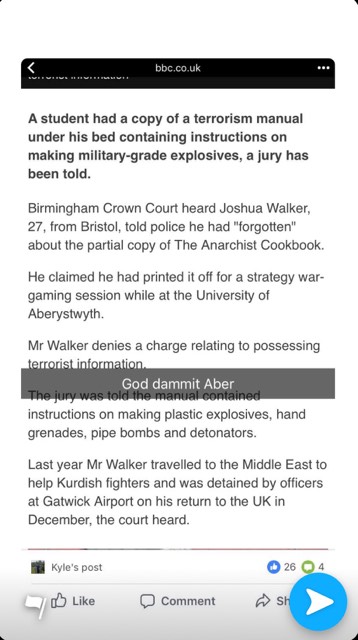 bbc.co.uk
A student had a copy of a terrorism manual
under his bed containing instructions on
making military-grade explosives, a jury has
been told.
Birmingham Crown Court heard Joshua Walker,
27, from Bristol, told police he had "forgotten"
about the partial copy of The Anarchist Cookbook.
He claimed he had printed it off for a strategy war-
gaming session while at the University of
Aberystwyth.
Mr Walker denies a charge relating to possessing
terrorist information.
God dammit Aber
The jury was told the manual contained
instructions on making plastic explosives, hand
grenades, pipe bombs and detonators.
Last year Mr Walker travelled to the Middle East to
help Kurdish fighters and was detained by officers
at Gatwick Airport on his return to the UK in
December, the court heard.
Kyle's post 26 4
Like Comment Sh